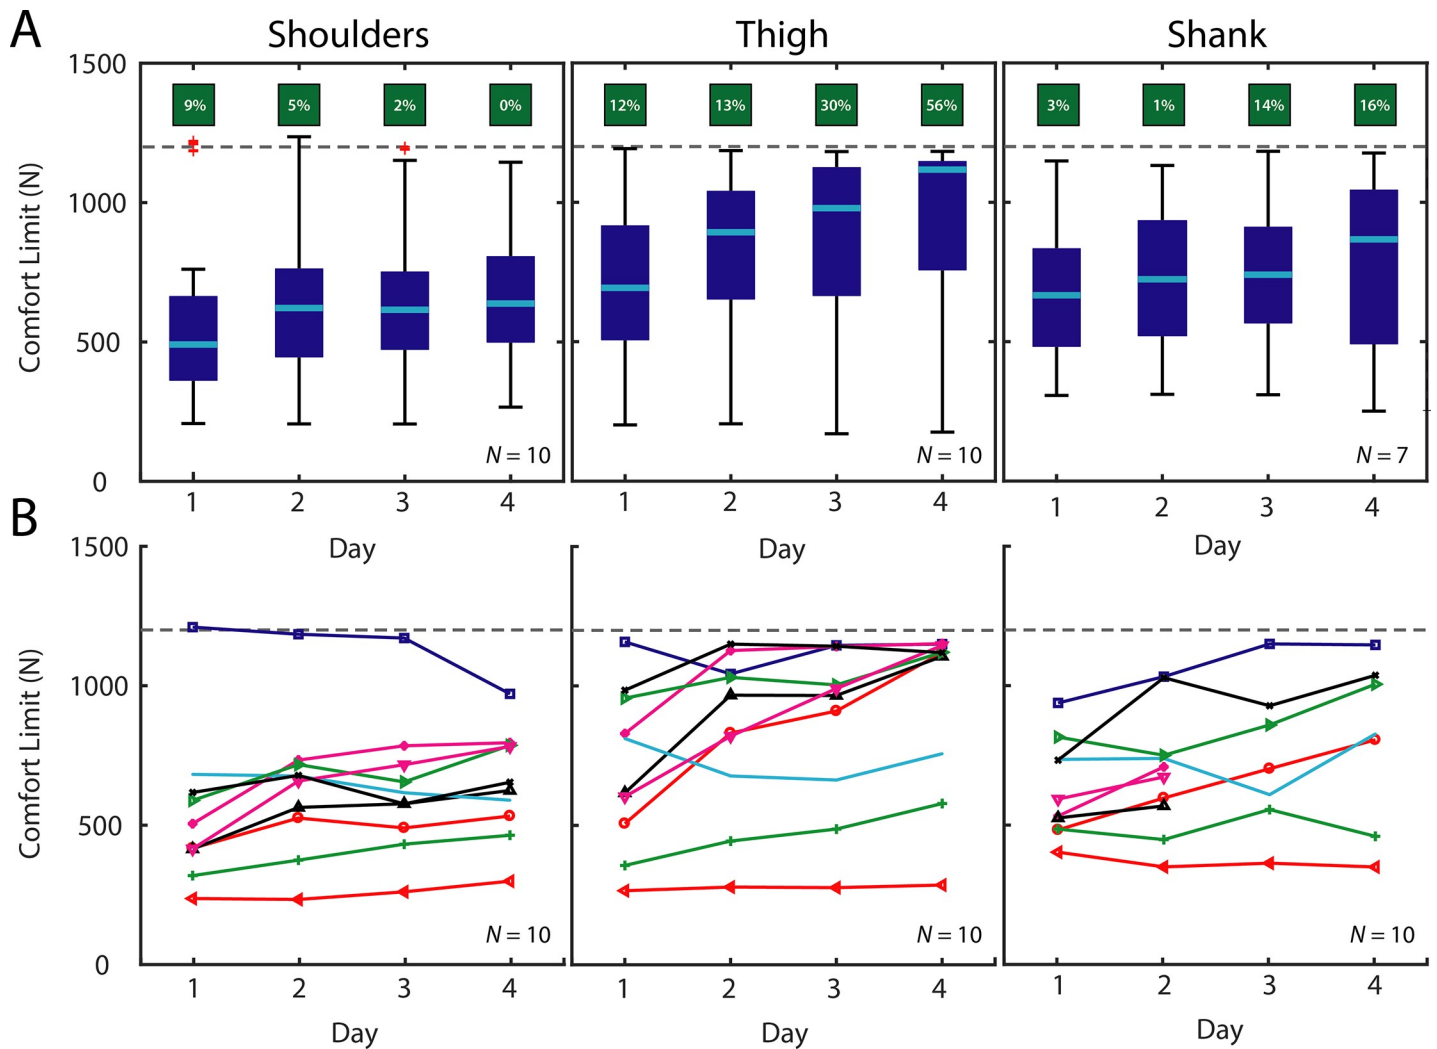 A
Shoulders
Thigh
Shank
1500
1000
500
0
Comfort Limit (N)
9%
5%
2%
0%
12%
13%
30%
56%
3%
1%
14%
16%
N = 10
N = 10
N = 7
1 2 3 4
1 2 3 4
1 2 3 4
Day
Day
Day
B
1500
1000
500
0
Comfort Limit (N)
N = 10
N = 10
N = 10
1 2 3 4
1 2 3 4
1 2 3 4
Day
Day
Day